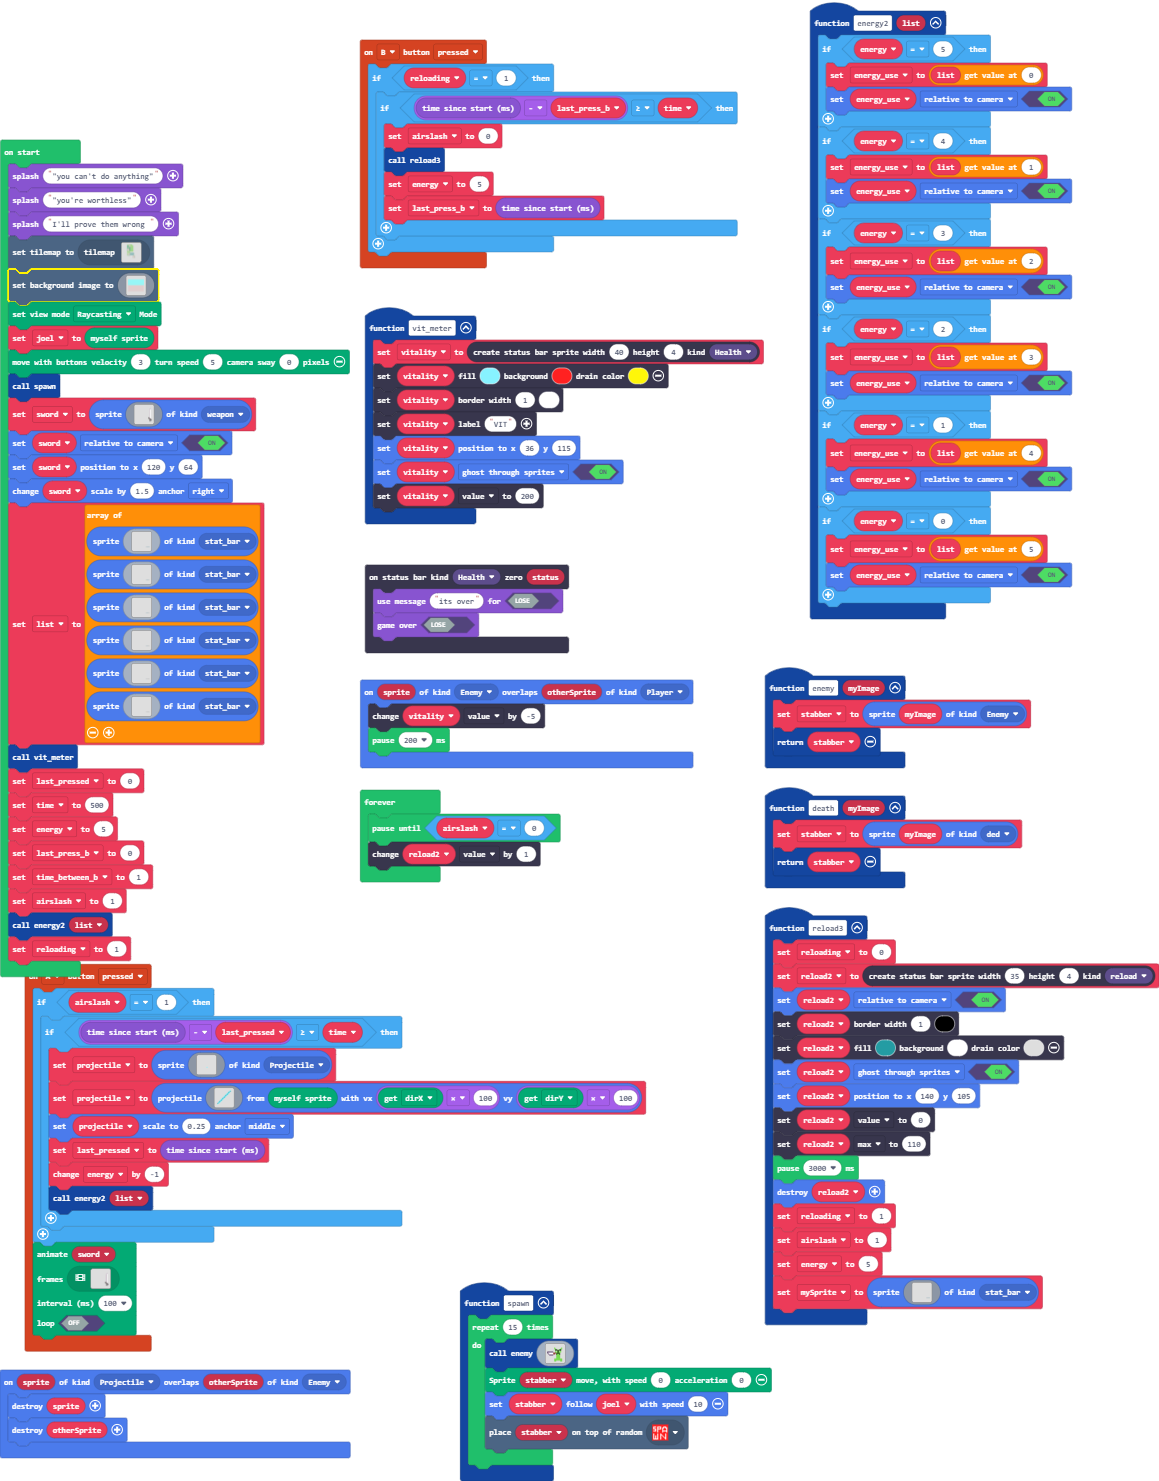 on start
splash "you can't do anything"
splash "you're worthless"
splash "I'll prove them wrong"
set tilemap to tilemap
set background image to
set view mode Raycasting Mode
set joel to myself sprite
move with buttons velocity 3 turn speed 5 camera sway 0 pixels
call spawn
set sword to sprite of kind weapon
set sword relative to camera ON
set sword position to x 120 y 64
change sword scale by 1.5 anchor right
set list to array of
sprite of kind stat_bar
sprite of kind stat_bar
sprite of kind stat_bar
sprite of kind stat_bar
sprite of kind stat_bar
sprite of kind stat_bar
call vit_meter
set last_pressed to 0
set time to 500
set energy to 5
set last_press_b to 0
set time_between_b to 1
set airslash to 1
call energy2 list
set reloading to 1
button pressed
if airslash = 1 then
if time since start (ms) - last_pressed ≥ time then
set projectile to sprite of kind Projectile
set projectile to projectile from myself sprite with vx get dirX × 100 vy get dirY × 100
set projectile scale to 0.25 anchor middle
set last_pressed to time since start (ms)
change energy by -1
call energy2 list
animate sword
frames
interval (ms) 100
loop OFF
on sprite of kind Projectile overlaps otherSprite of kind Enemy
destroy sprite
destroy otherSprite
on B button pressed
if reloading = 1 then
if time since start (ms) - last_press_b ≥ time then
set airslash to 0
call reload3
set energy to 5
set last_press_b to time since start (ms)
function vit_meter
set vitality to create status bar sprite width 40 height 4 kind Health
set vitality fill background drain color
set vitality border width 1
set vitality label "VIT"
set vitality position to x 36 y 115
set vitality ghost through sprites ON
set vitality value to 200
on status bar kind Health zero status
use message "its over" for LOSE
game over LOSE
on sprite of kind Enemy overlaps otherSprite of kind Player
change vitality value by -5
pause 200 ms
forever
pause until airslash = 0
change reload2 value by 1
function spawn
repeat 15 times
do
call enemy
Sprite stabber move, with speed 0 acceleration 0
set stabber follow joel with speed 10
place stabber on top of random SPAWN
function energy2 list
if energy = 5 then
set energy_use to list get value at 0
set energy_use relative to camera ON
if energy = 4 then
set energy_use to list get value at 1
set energy_use relative to camera ON
if energy = 3 then
set energy_use to list get value at 2
set energy_use relative to camera ON
if energy = 2 then
set energy_use to list get value at 3
set energy_use relative to camera ON
if energy = 1 then
set energy_use to list get value at 4
set energy_use relative to camera ON
if energy = 0 then
set energy_use to list get value at 5
set energy_use relative to camera ON
function enemy myImage
set stabber to sprite myImage of kind Enemy
return stabber
function death myImage
set stabber to sprite myImage of kind ded
return stabber
function reload3
set reloading to 0
set reload2 to create status bar sprite width 35 height 4 kind reload
set reload2 relative to camera ON
set reload2 border width 1
set reload2 fill background drain color
set reload2 ghost through sprites ON
set reload2 position to x 140 y 105
set reload2 value to 0
set reload2 max to 110
pause 3000 ms
destroy reload2
set reloading to 1
set airslash to 1
set energy to 5
set mySprite to sprite of kind stat_bar